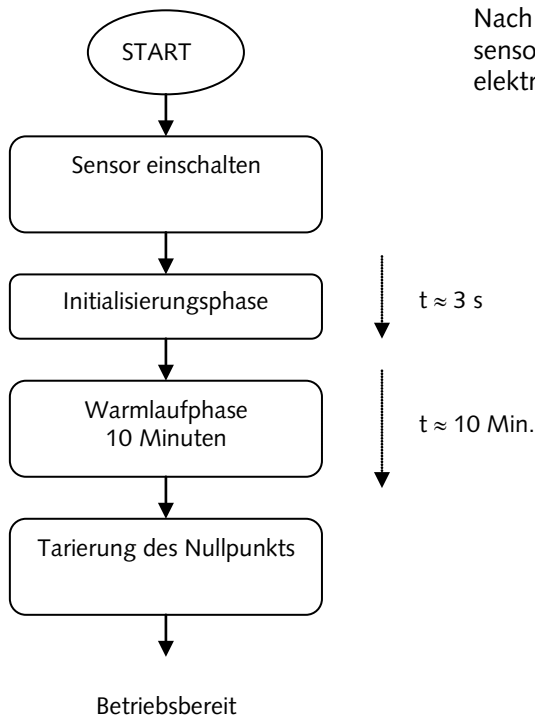 Nach
senso
elektr
START
Sensor einschalten
Initialisierungsphase
t ≈ 3 s
Warmlaufphase
10 Minuten
t ≈ 10 Min.
Tarierung des Nullpunkts
Betriebsbereit